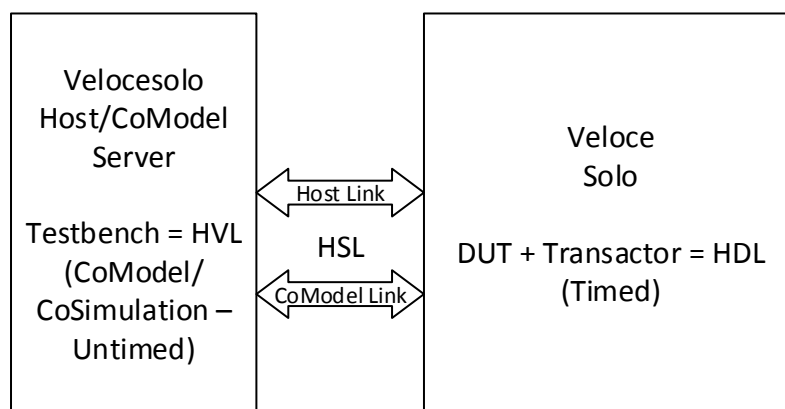 Velocesolo
Host/CoModel
Server
Testbench = HVL
(CoModel/
CoSimulation –
Untimed)
Host Link
HSL
CoModel Link
Veloce
Solo
DUT + Transactor = HDL
(Timed)